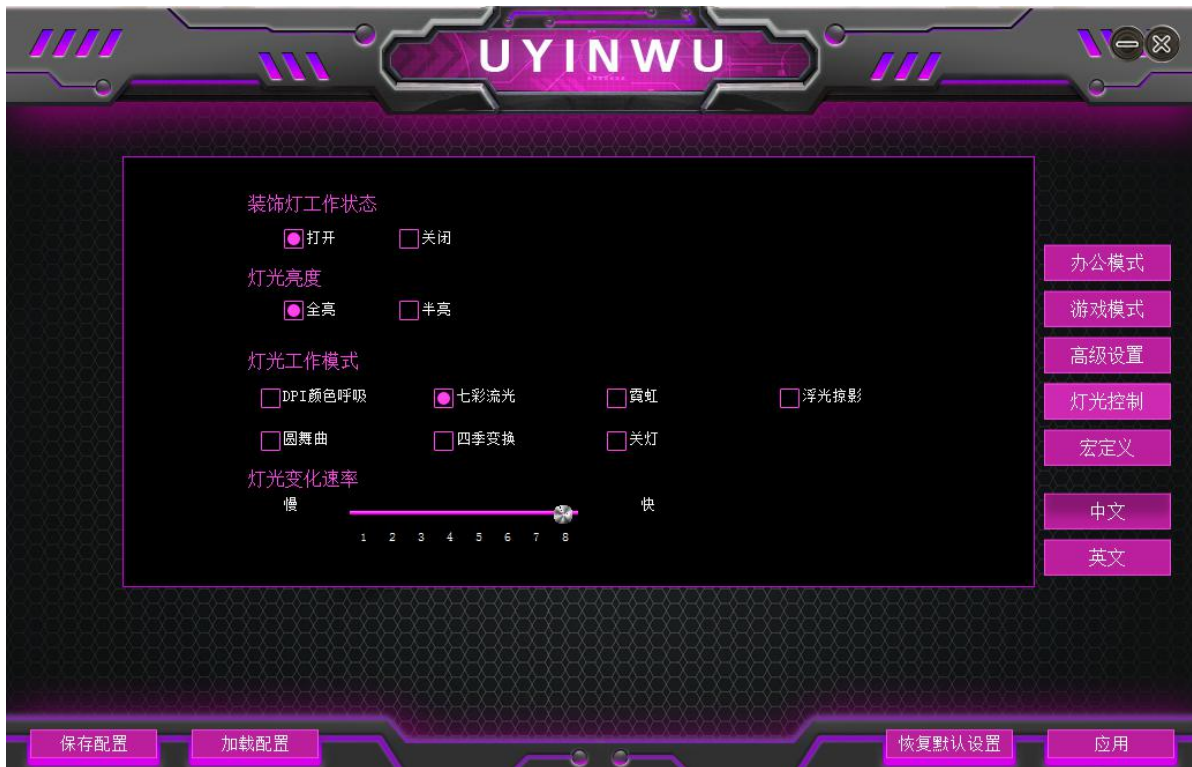 UYINWU
装饰灯工作状态
打开 关闭
灯光亮度
全亮 半亮
灯光工作模式
DPI颜色呼吸 七彩流光 霓虹 浮光掠影
圆舞曲 四季变换 关灯
灯光变化速率
慢 快
1 2 3 4 5 6 7 8
办公模式
游戏模式
高级设置
灯光控制
宏定义
中文
英文
保存配置 加载配置 恢复默认设置 应用